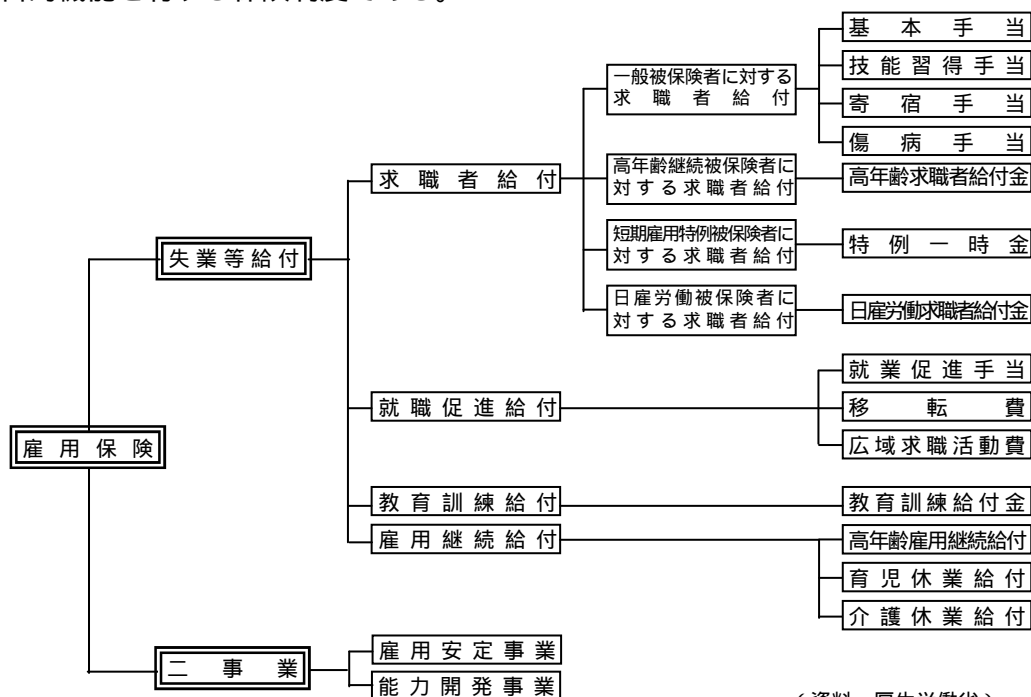 基本手当
技能習得手当
一般被保険者に対する
求職者給付
寄宿手当
傷病手当
求職者給付
高年齢継続被保険者に
対する求職者給付
高年齢求職者給付金
短期雇用特例被保険者に
対する求職者給付
特例一時金
失業等給付
日雇労働被保険者に
対する求職者給付
日雇労働求職者給付金
就業促進手当
就職促進給付
移転費
雇用保険
広域求職活動費
教育訓練給付
教育訓練給付金
雇用継続給付
高年齢雇用継続給付
育児休業給付
介護休業給付
雇用安定事業
二事業
能力開発事業